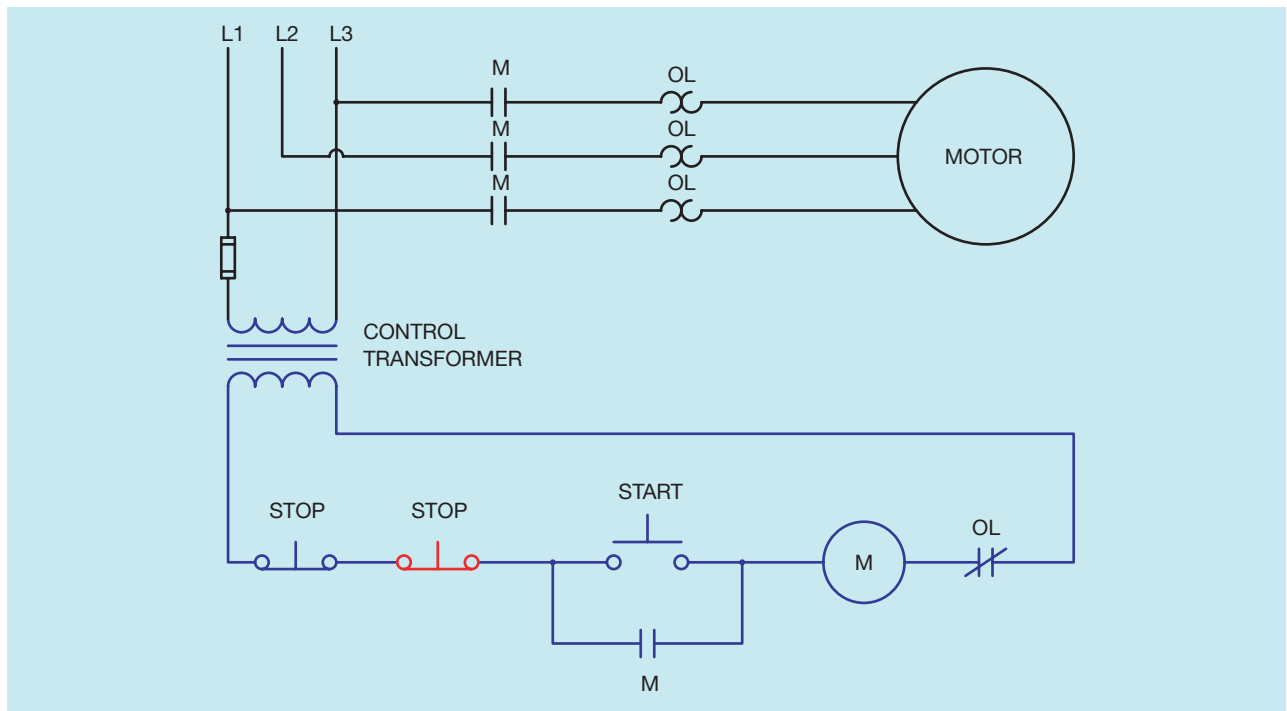 L1 L2 L3
M OL
M OL
MOTOR
M OL
CONTROL
TRANSFORMER
START
STOP STOP
OL
M
M